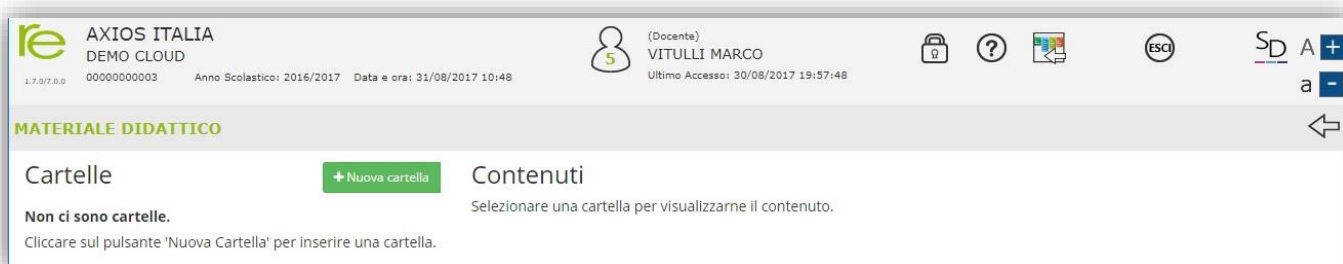 re
AXIOS ITALIA
DEMO CLOUD
1.7.0/7.0.0
00000000003 Anno Scolastico: 2016/2017 Data e ora: 31/08/2017 10:48
5
(Docente)
VITULLI MARCO
Ultimo Accesso: 30/08/2017 19:57:48
?
ESCI
SD
A +
a -
MATERIALE DIDATTICO
Cartelle
+ Nuova cartella
Non ci sono cartelle.
Cliccare sul pulsante 'Nuova Cartella' per inserire una cartella.
Contenuti
Selezionare una cartella per visualizzarne il contenuto.